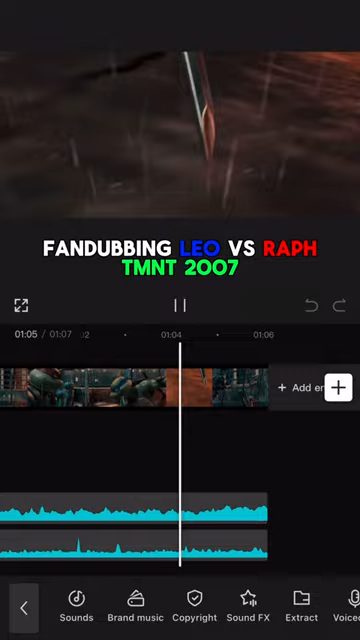 FANDUBBING LEO VS RAPH
TMNT 2007
01:05 / 01:07
01:04
01:06
+ Add en
Sounds
Brand music
Copyright
Sound FX
Extract
Voice